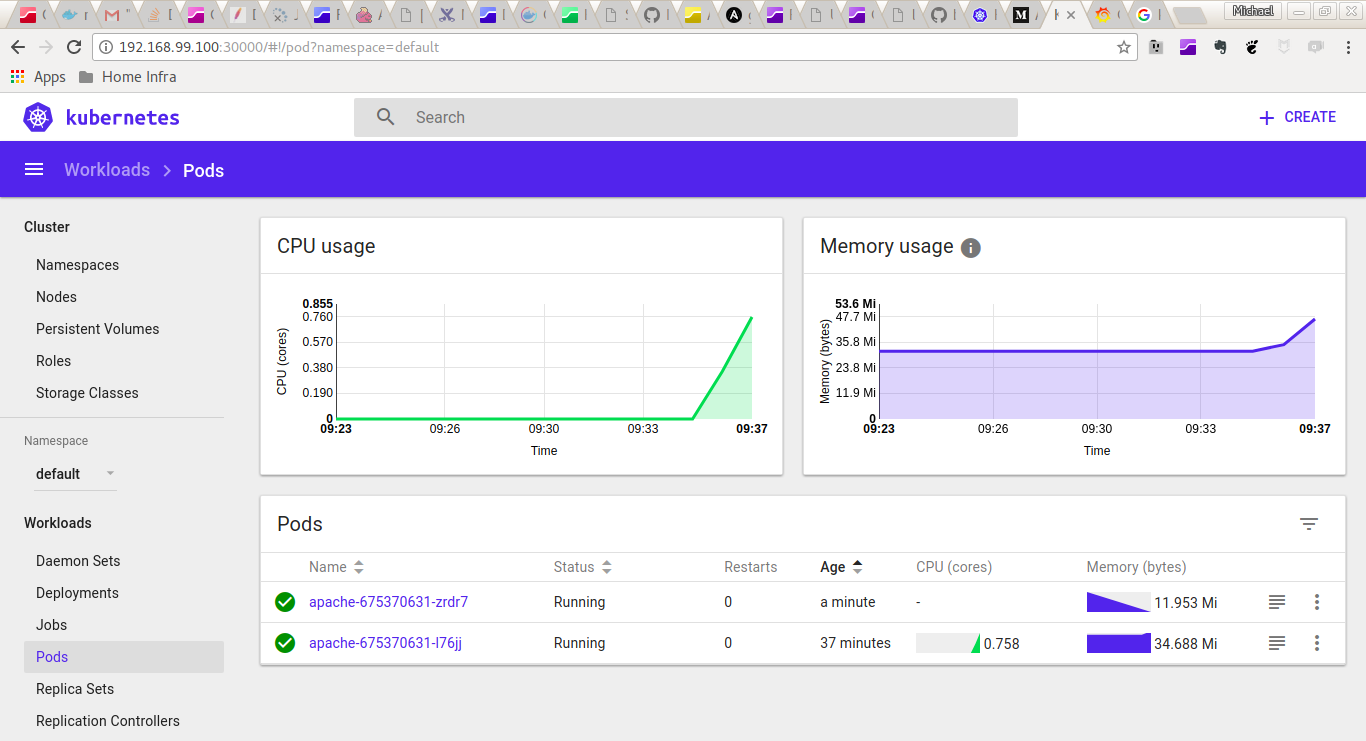 Michael
192.168.99.100:30000/#!/pod?namespace=default
Apps Home Infra
kubernetes
Search
CREATE
Workloads
Pods
Cluster
Namespaces
Nodes
Persistent Volumes
Roles
Storage Classes
Namespace
default
Workloads
Daemon Sets
Deployments
Jobs
Pods
Replica Sets
Replication Controllers
CPU usage
CPU (cores)
0.855
0.760
0.570
0.380
0.190
0
09:23 09:26 09:30 09:33 09:37
Time
Memory usage
Memory (bytes)
53.6 Mi
47.7 Mi
35.8 Mi
23.8 Mi
11.9 Mi
0
09:23 09:26 09:30 09:33 09:37
Time
Pods
Name Status Restarts Age CPU (cores) Memory (bytes)
apache-675370631-zrdr7 Running 0 a minute - 11.953 Mi
apache-675370631-l76jj Running 0 37 minutes 0.758 34.688 Mi